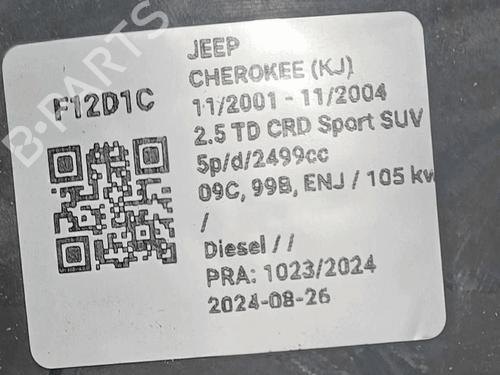 B-PARTS
F12D1C
JEEP
CHEROKEE (KJ)
11/2001 - 11/2004
2.5 TD CRD Sport SUV
5p/d/2499cc
09C, 99B, ENJ / 105 kw
/
Diesel / /
PRA: 1023/2024
2024-08-26